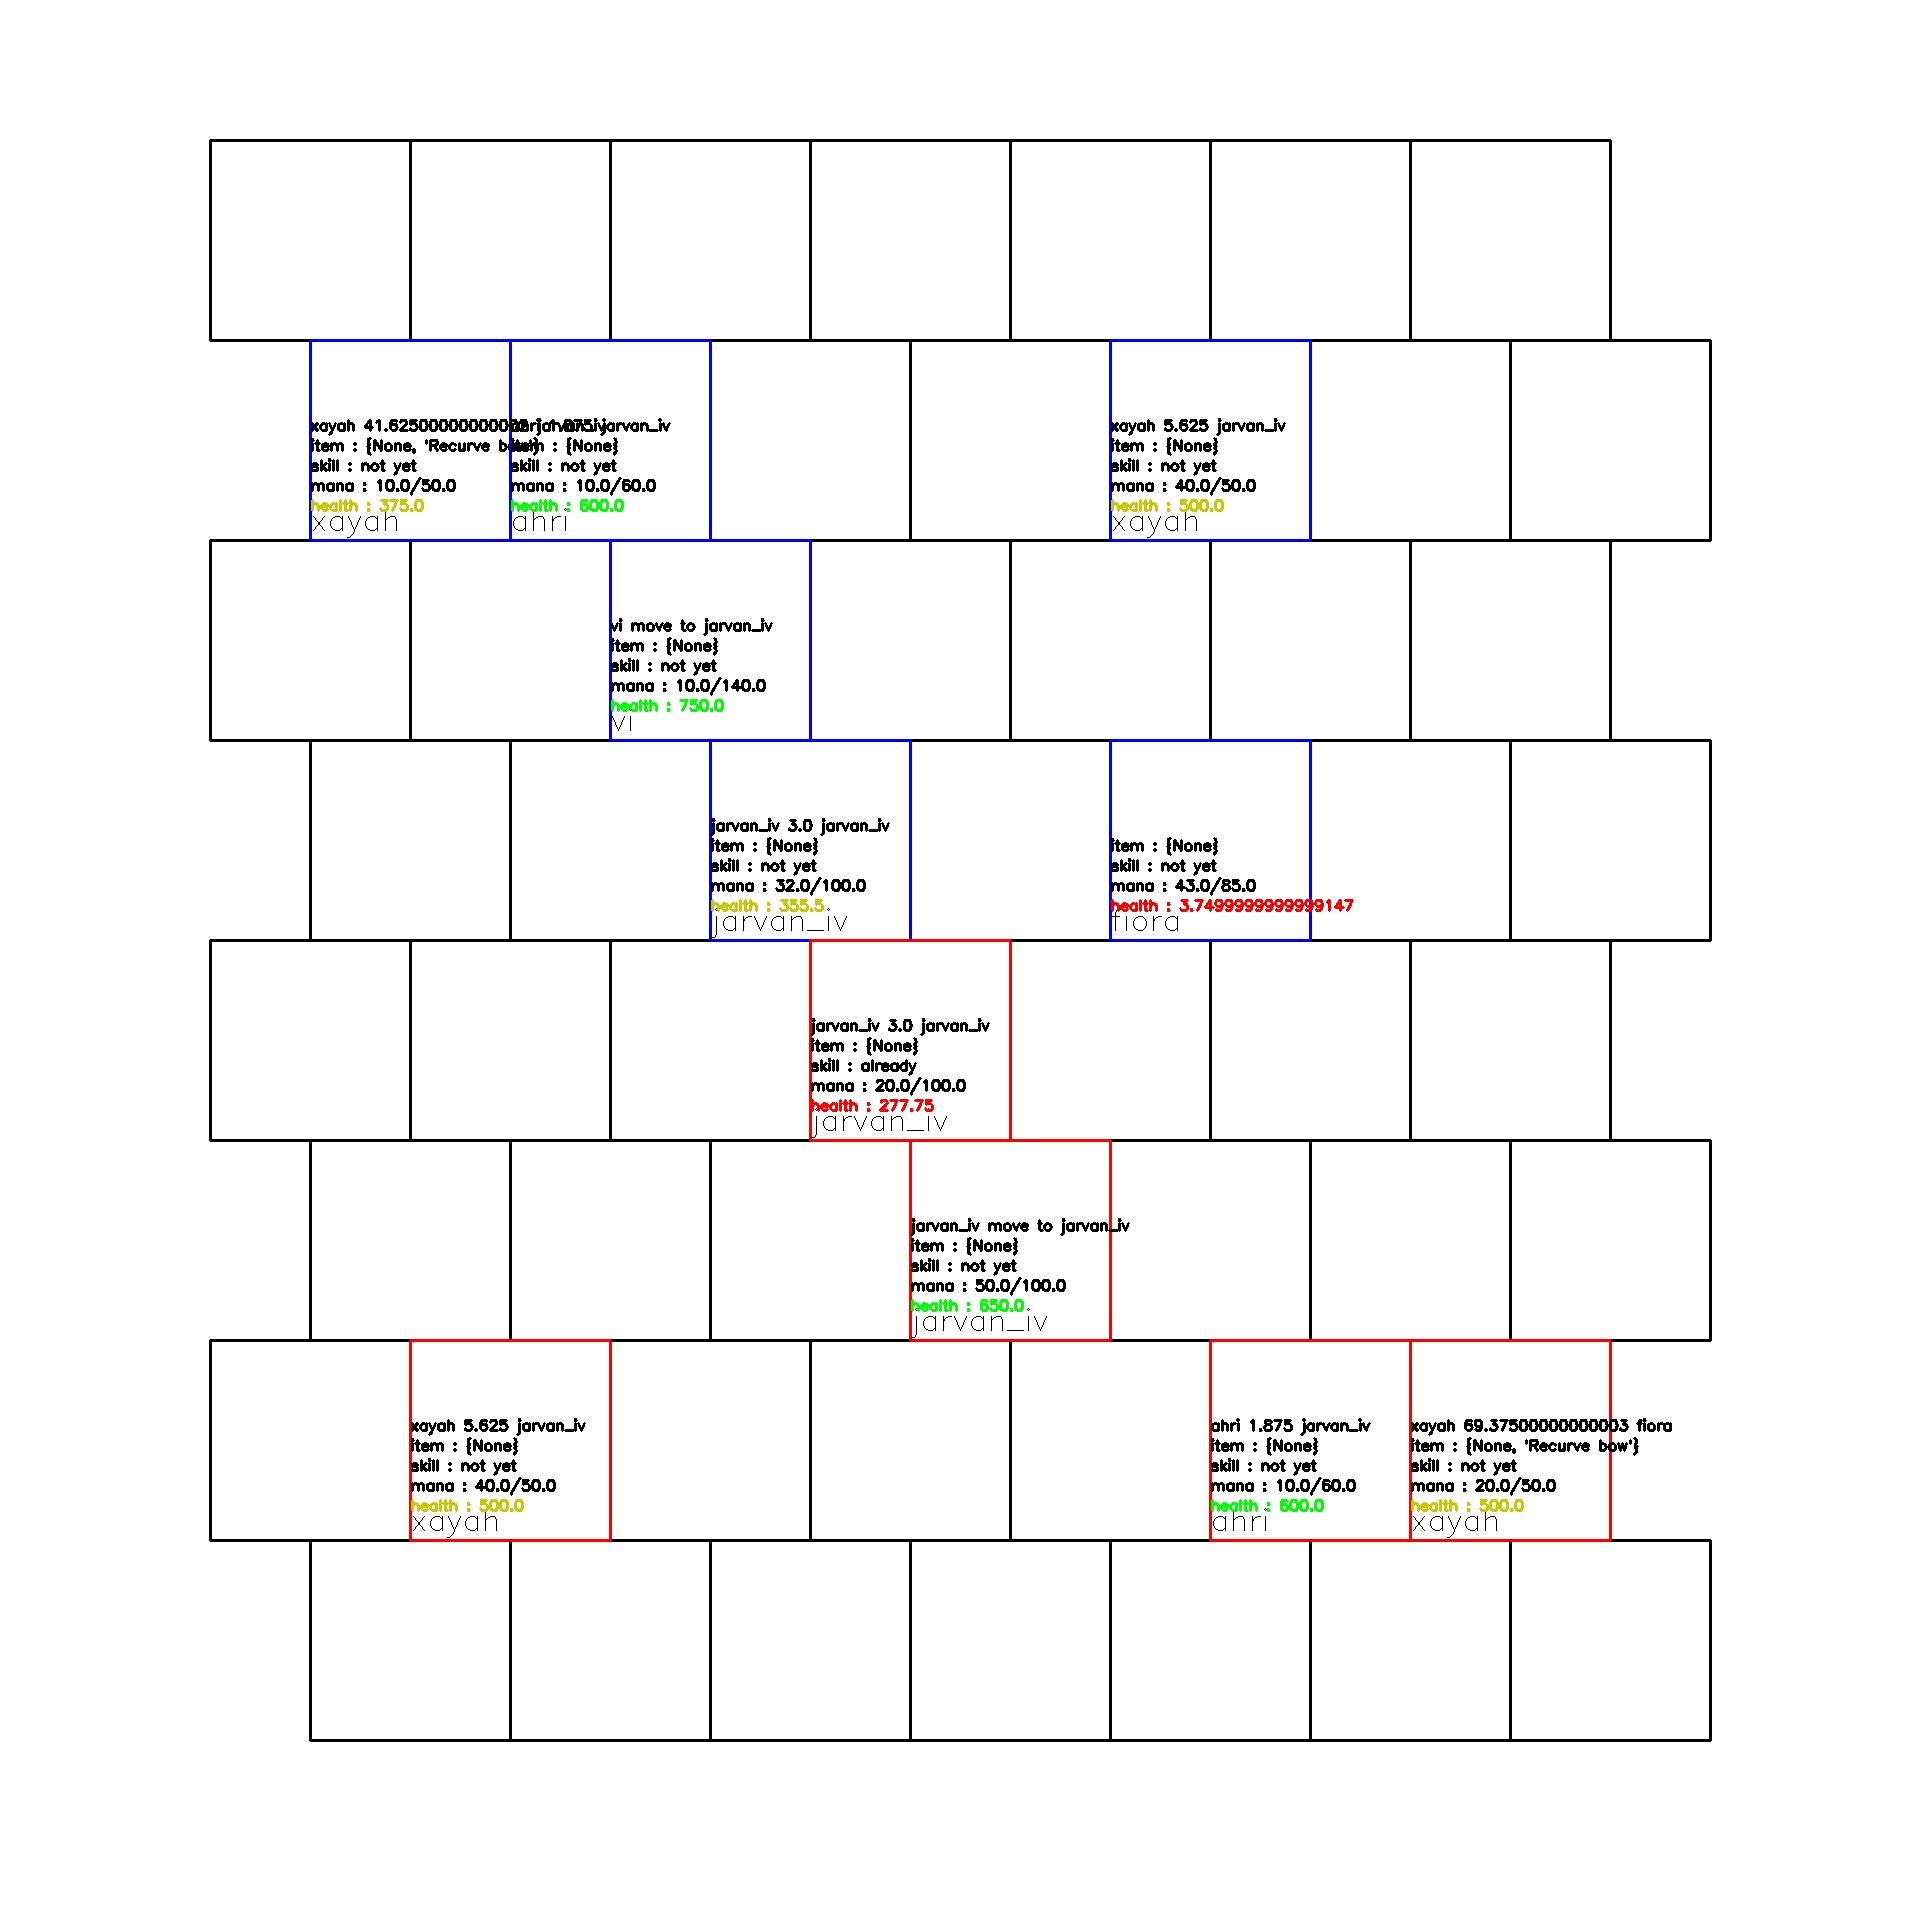 xayah 41.62500000000000
jarvan_iv
item : {None, 'Recurve bow'}
skill : not yet
mana : 10.0/50.0
health : 375.0
xayah
jarvan_iv
item : {None}
skill : not yet
mana : 10.0/60.0
health : 600.0
ahri
xayah 5.625 jarvan_iv
item : {None}
skill : not yet
mana : 40.0/50.0
health : 500.0
xayah
vi move to jarvan_iv
item : {None}
skill : not yet
mana : 10.0/140.0
health : 750.0
vi
jarvan_iv 3.0 jarvan_iv
item : {None}
skill : not yet
mana : 32.0/100.0
health : 355.5
jarvan_iv
item : {None}
skill : not yet
mana : 43.0/85.0
health : 3.7499999999999147
fiora
jarvan_iv 3.0 jarvan_iv
item : {None}
skill : already
mana : 20.0/100.0
health : 277.75
jarvan_iv
jarvan_iv move to jarvan_iv
item : {None}
skill : not yet
mana : 50.0/100.0
health : 650.0
jarvan_iv
xayah 5.625 jarvan_iv
item : {None}
skill : not yet
mana : 40.0/50.0
health : 500.0
xayah
ahri 1.875 jarvan_iv
item : {None}
skill : not yet
mana : 10.0/60.0
health : 600.0
ahri
xayah 69.37500000000003 fiora
item : {None, 'Recurve bow'}
skill : not yet
mana : 20.0/50.0
health : 500.0
xayah